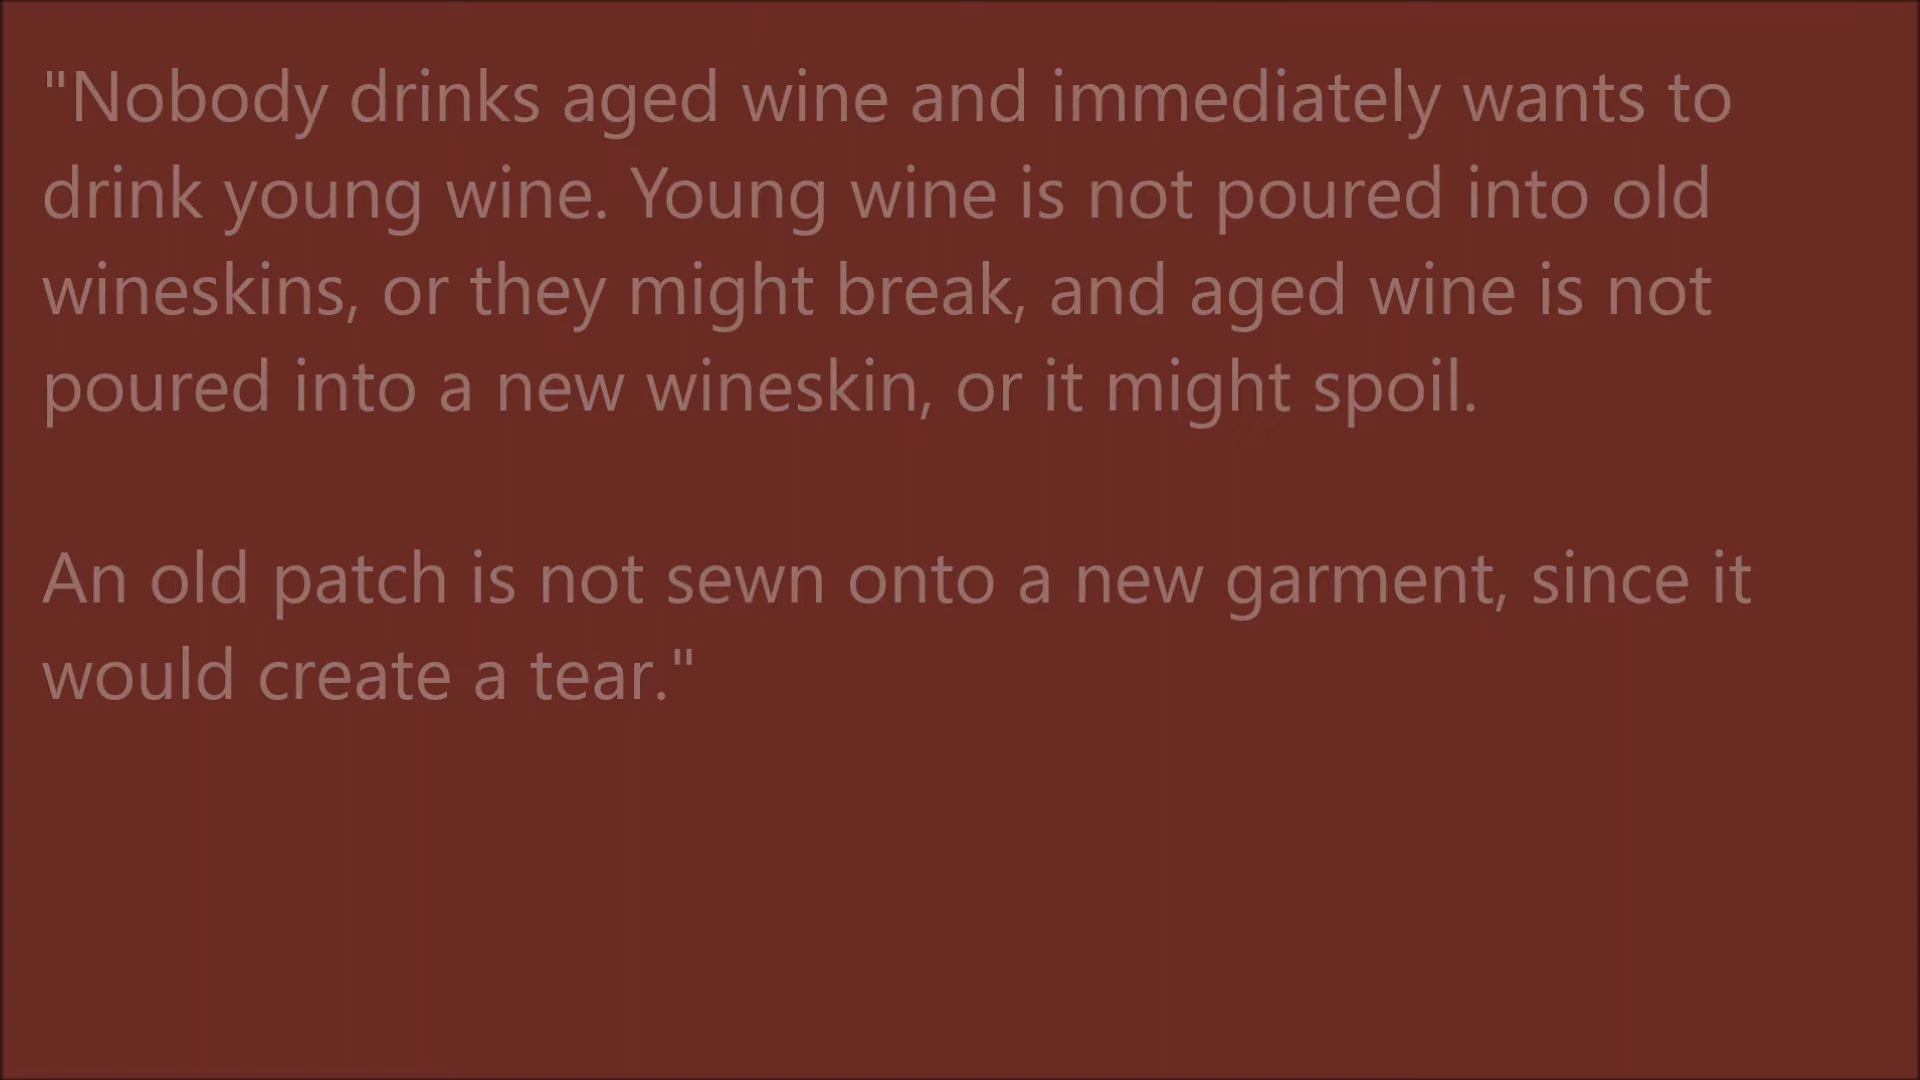 "Nobody drinks aged wine and immediately wants to
drink young wine. Young wine is not poured into old
wineskins, or they might break, and aged wine is not
poured into a new wineskin, or it might spoil.
An old patch is not sewn onto a new garment, since it
would create a tear."